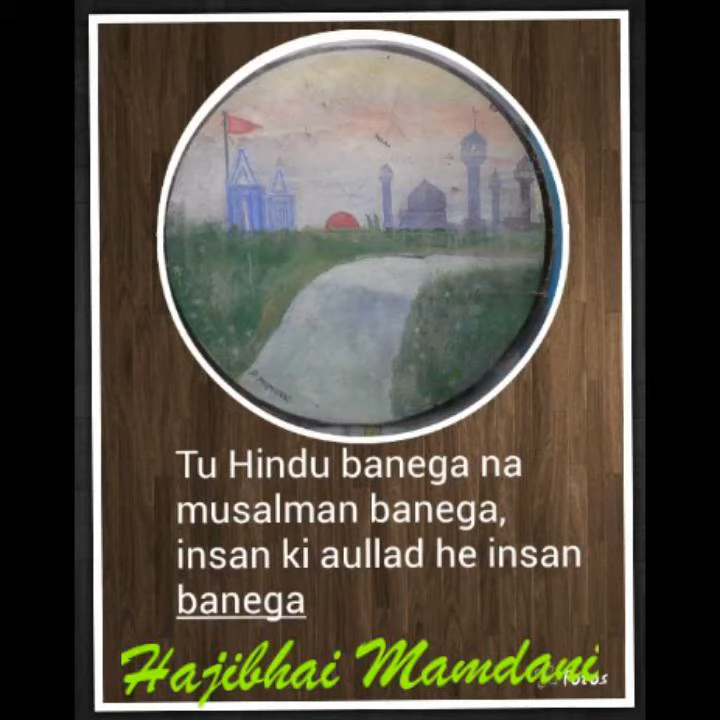 Tu Hindu banega na
musalman banega,
insan ki aullad he insan
banega
Hajibhai Mamdani